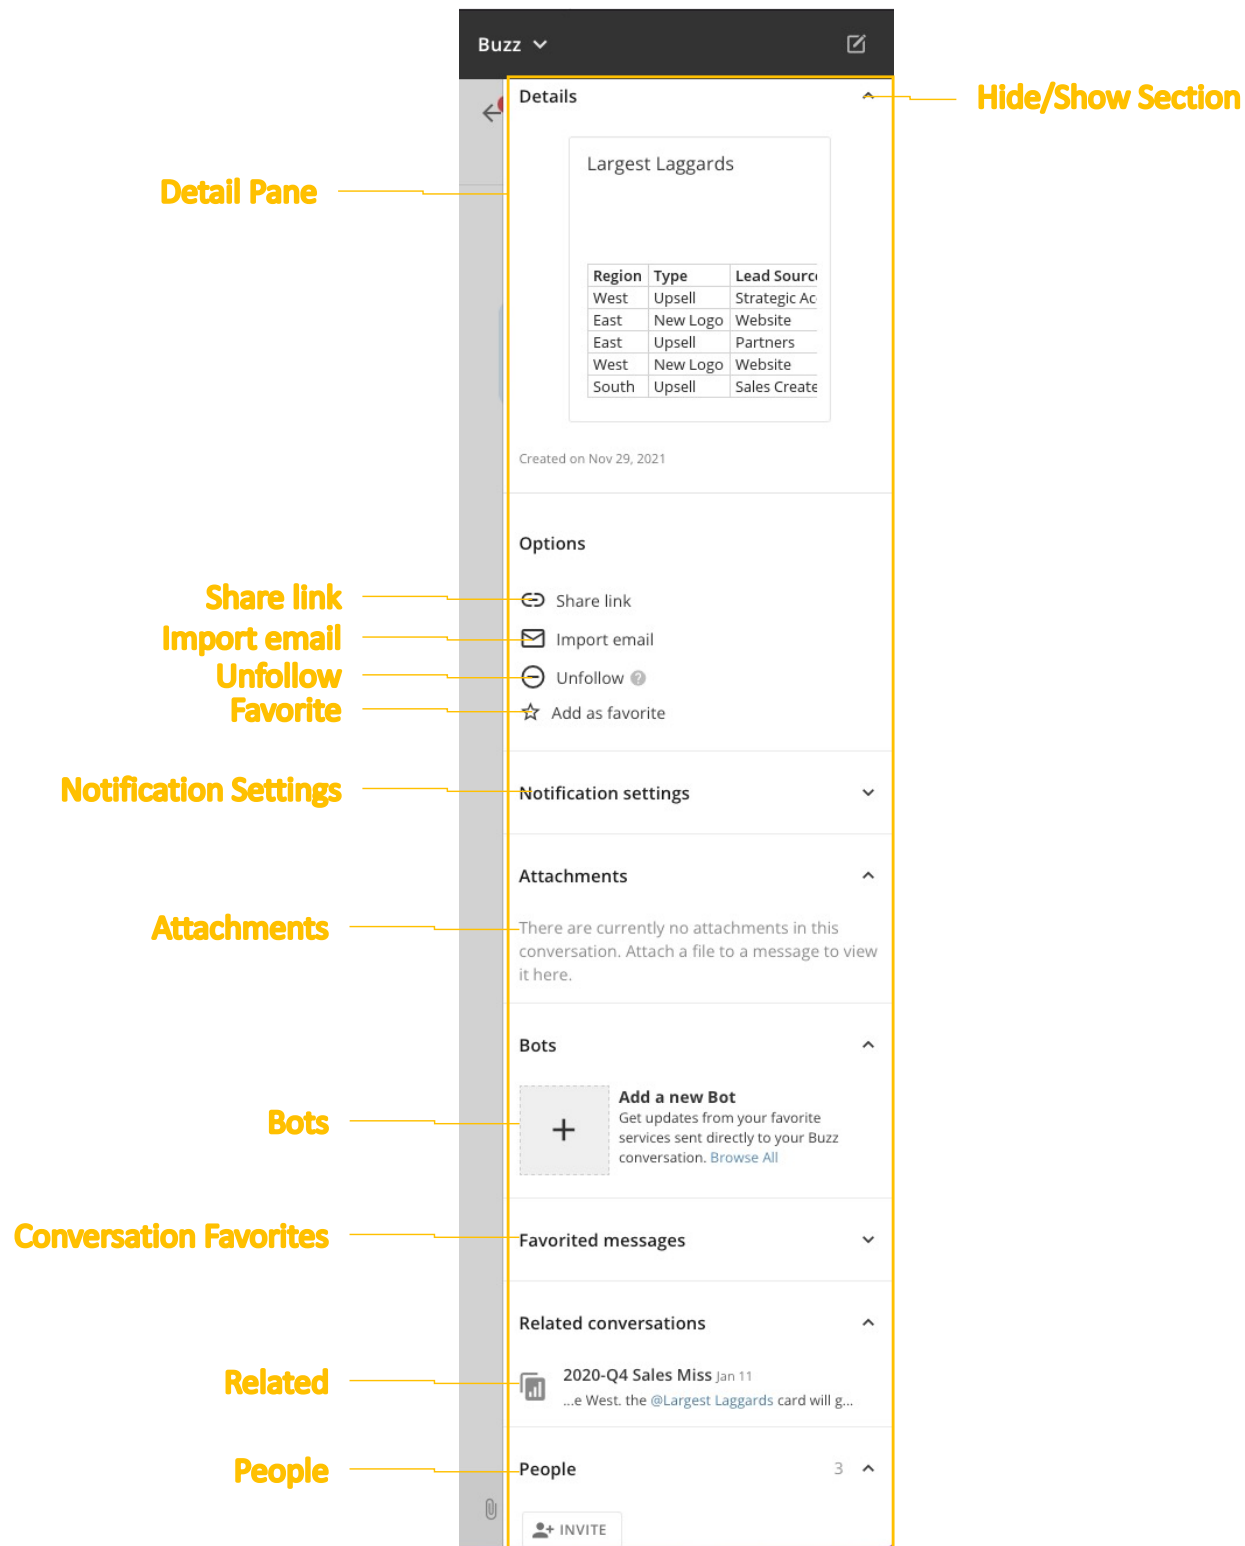 Buzz
Details
Hide/Show Section
Largest Laggards
Detail Pane
Region Type Lead Source
West Upsell Strategic Ac
East New Logo Website
East Upsell Partners
West New Logo Website
South Upsell Sales Create
Created on Nov 29, 2021
Options
Share link Share link
Import email Import email
Unfollow Unfollow ?
Favorite Add as favorite
Notification Settings Notification settings
Attachments
Attachments There are currently no attachments in this
conversation. Attach a file to a message to view
it here.
Bots
Add a new Bot
Get updates from your favorite
Bots + services sent directly to your Buzz
conversation. Browse All
Conversation Favorites Favorited messages
Related conversations
2020-Q4 Sales Miss Jan 11
Related
...e West. the @Largest Laggards card will g...
People People 3
INVITE